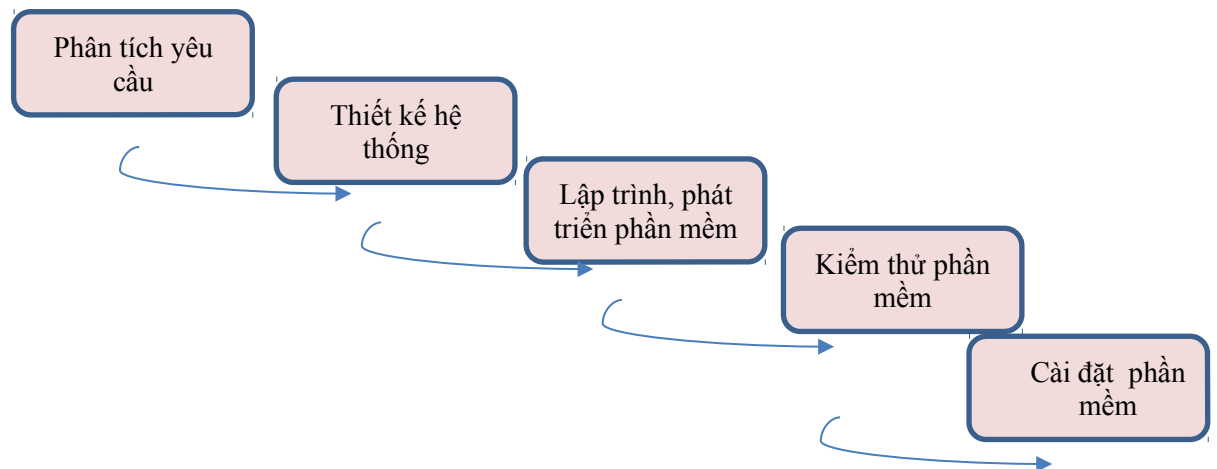 Phân tích yêu
cầu
Thiết kế hệ
thống
Lập trình, phát
triển phần mềm
Kiểm thử phần
mềm
Cài đặt phần
mềm